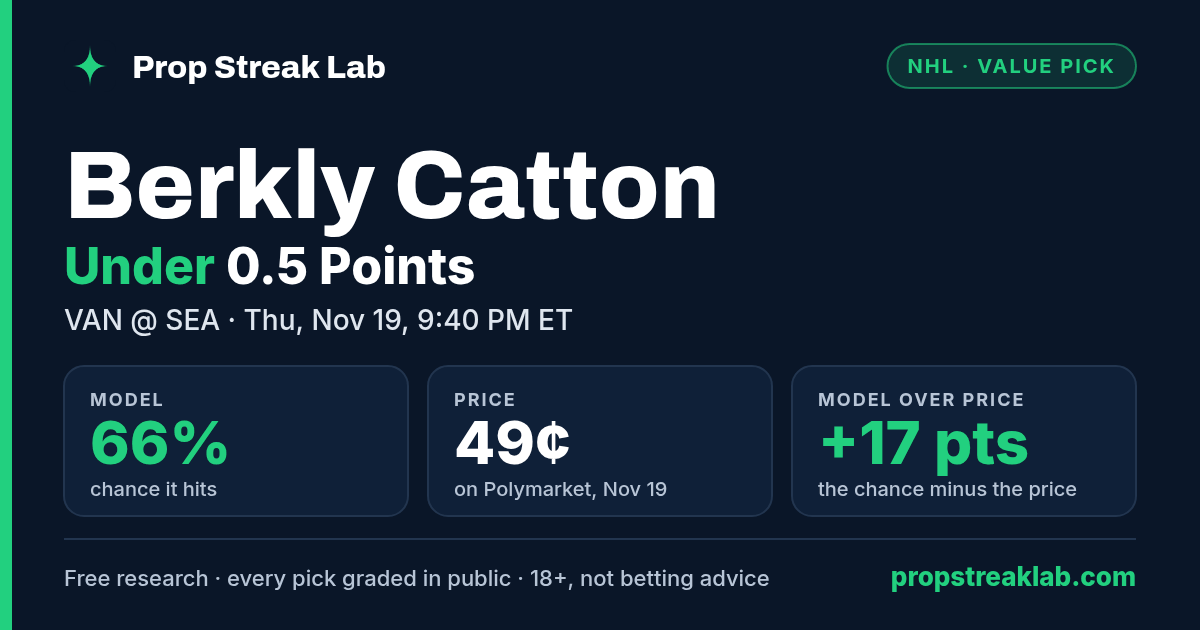 Prop Streak Lab
NHL · VALUE PICK
Berkly Catton
Under 0.5 Points
VAN @ SEA · Thu, Nov 19, 9:40 PM ET
MODEL
66%
chance it hits
PRICE
49¢
on Polymarket, Nov 19
MODEL OVER PRICE
+17 pts
the chance minus the price
Free research · every pick graded in public · 18+, not betting advice
propstreaklab.com